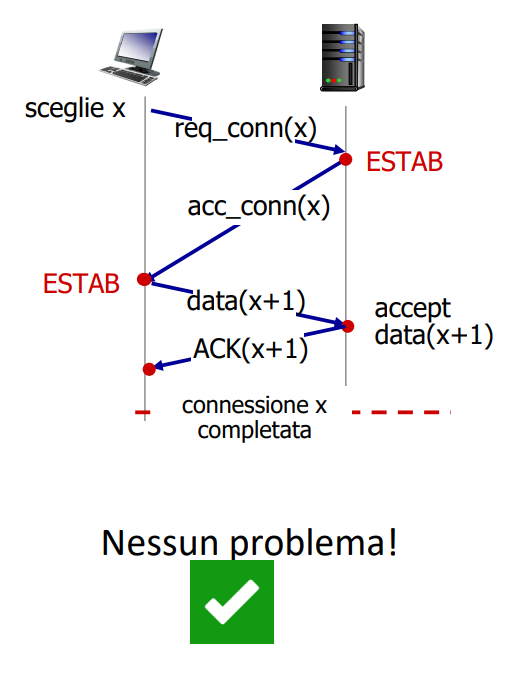 sceglie x
req_conn(x)
ESTAB
acc_conn(x)
ESTAB
data(x+1)
accept
data(x+1)
ACK(x+1)
connessione x
completata
Nessun problema!